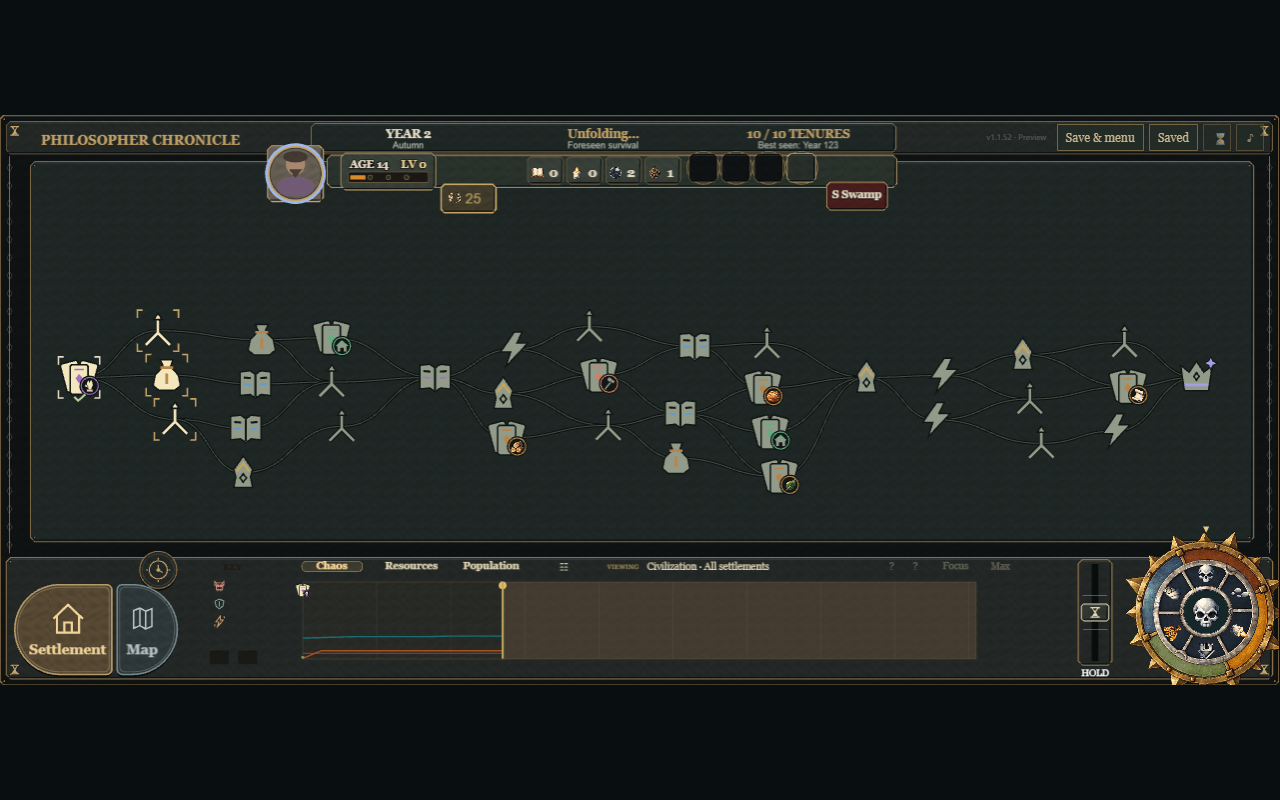 PHILOSOPHER CHRONICLE
YEAR 2
Autumn
Unfolding...
Foreseen survival
10 / 10 TENURES
Best seen: Year 123
v1.1.52 · Preview
Save & menu
Saved
AGE 14 LV 0
0
0
2
1
25
S Swamp
Chaos
Resources
Population
VIEWING
Civilization · All settlements
?
?
Focus
Max
Settlement
Map
HOLD